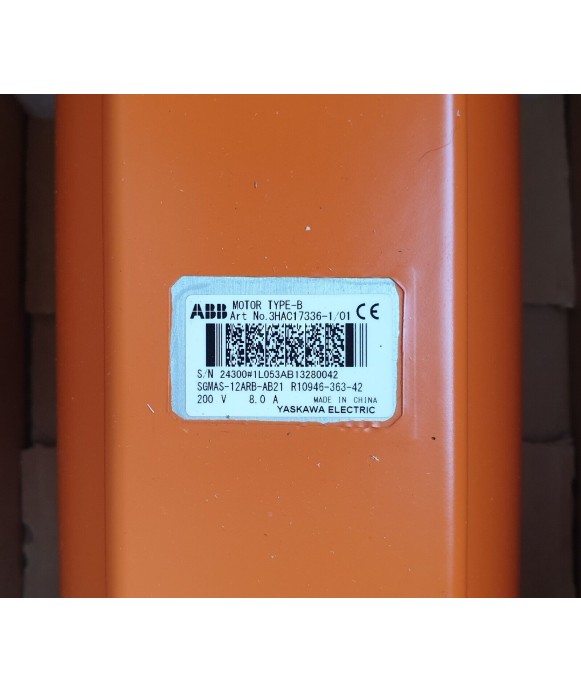 ABB MOTOR TYPE-B
Art No.3HAC17336-1/01 CE
S/N 24300#1L053AB13280042
SGMAS-12ARB-AB21 R10946-363-42
200 V 8.0 A MADE IN CHINA
YASKAWA ELECTRIC